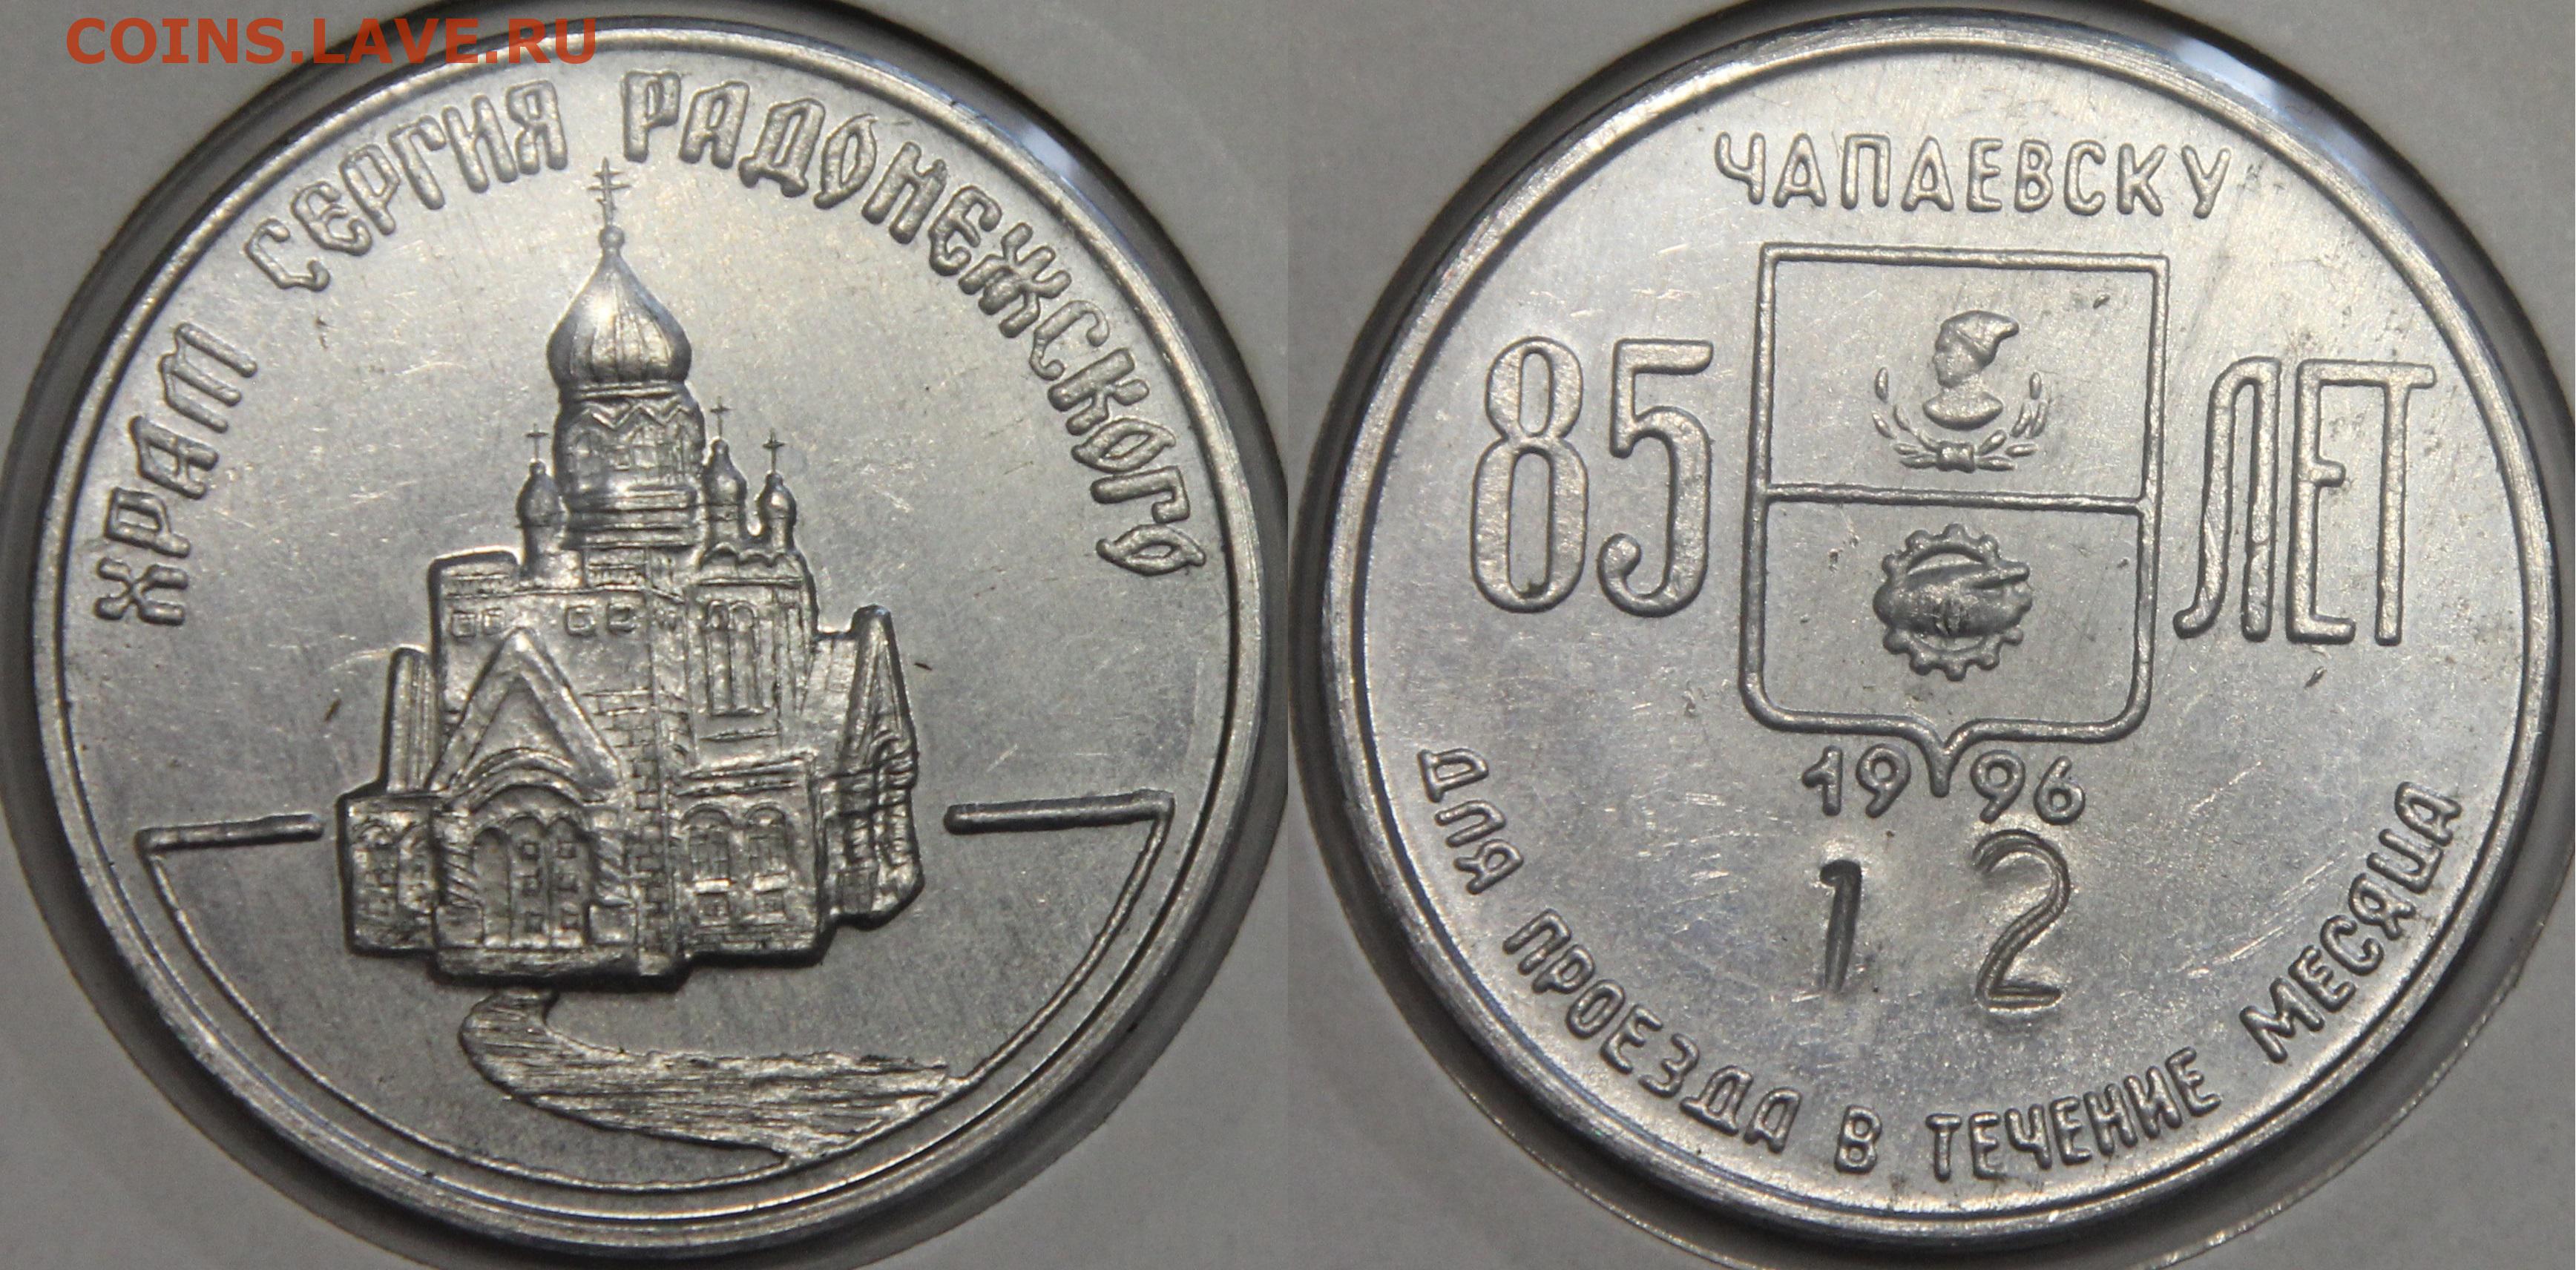 COINS.LAVE.RU
ХРАМ СЕРГИЯ РАДОНЕЖСКОГО
ЧАПАЕВСКУ
85 ЛЕТ
1996
12
ДЛЯ ПРОЕЗДА В ТЕЧЕНИЕ МЕСЯЦА